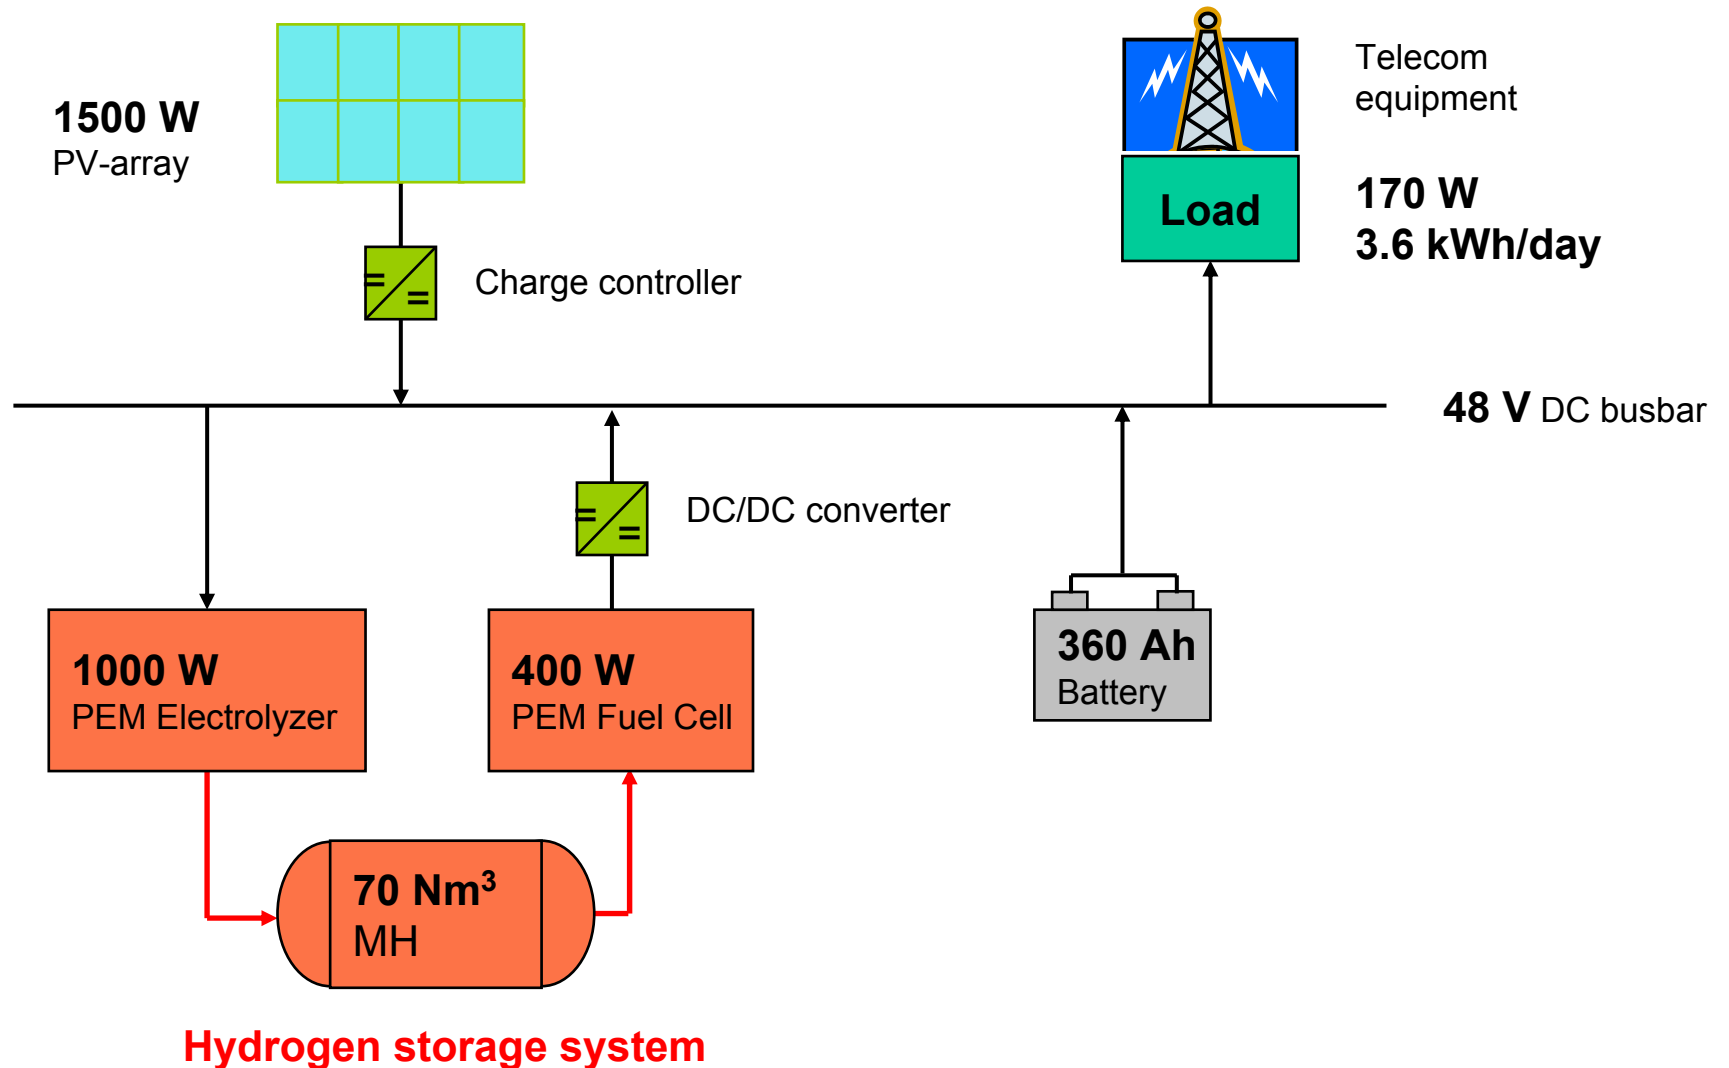 1500 W
PV-array
Telecom
equipment
Load
170 W
3.6 kWh/day
Charge controller
48 V DC busbar
DC/DC converter
1000 W
PEM Electrolyzer
400 W
PEM Fuel Cell
360 Ah
Battery
70 Nm³
MH
Hydrogen storage system